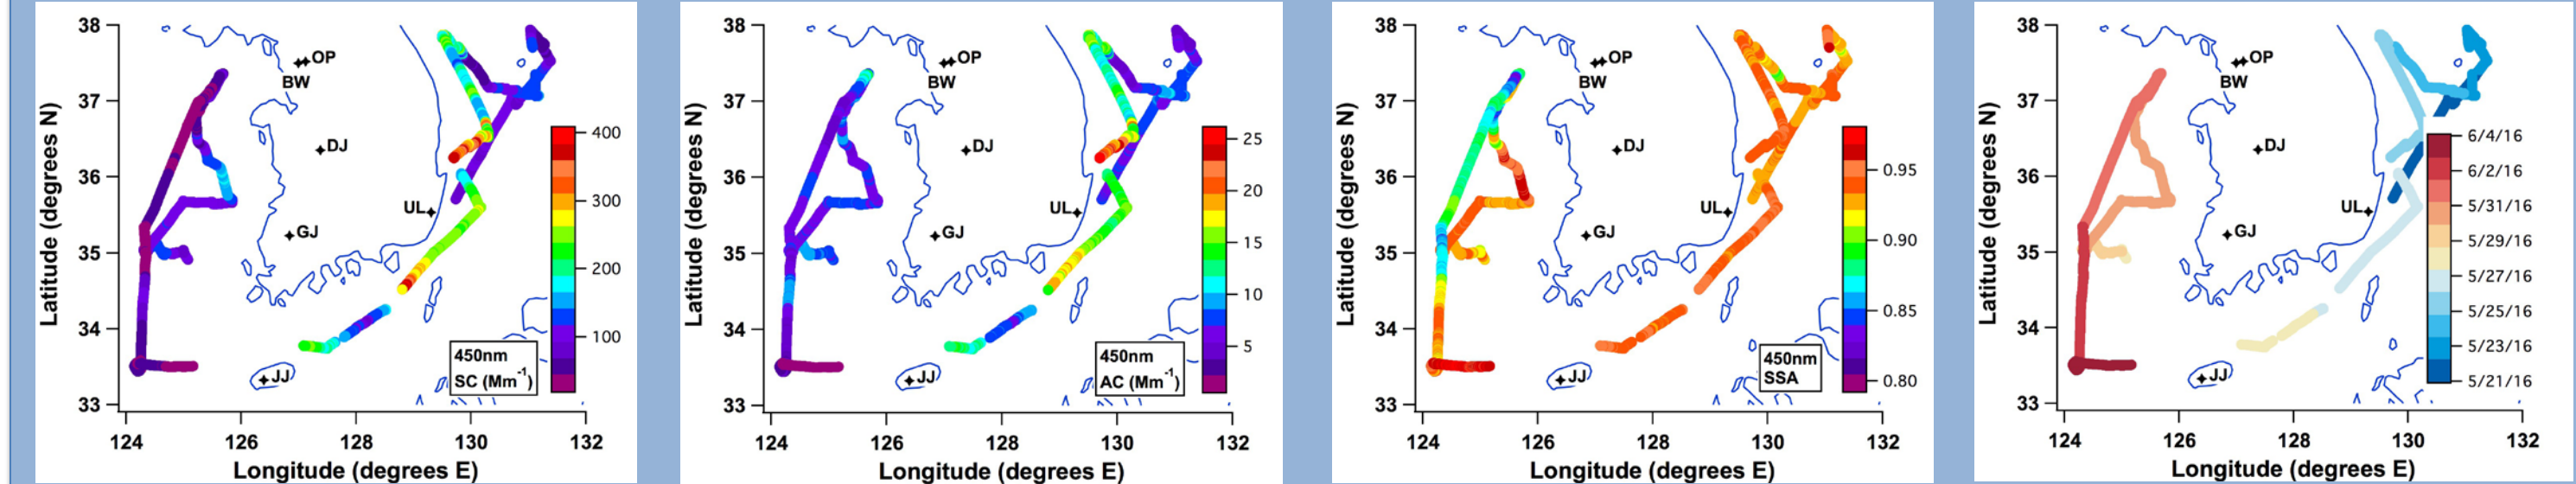 38
37
36
35
34
33
Latitude (degrees N)
OP
BW
DJ
UL
GJ
JJ
400
300
200
100
450nm
SC (Mm⁻¹)
124 126 128 130 132
Longitude (degrees E)
38
37
36
35
34
33
Latitude (degrees N)
OP
BW
DJ
UL
GJ
JJ
25
20
15
10
5
450nm
AC (Mm⁻¹)
124 126 128 130 132
Longitude (degrees E)
38
37
36
35
34
33
Latitude (degrees N)
OP
BW
DJ
UL
GJ
JJ
0.95
0.90
0.85
0.80
450nm
SSA
124 126 128 130 132
Longitude (degrees E)
38
37
36
35
34
33
Latitude (degrees N)
OP
BW
DJ
UL
GJ
JJ
6/4/16
6/2/16
5/31/16
5/29/16
5/27/16
5/25/16
5/23/16
5/21/16
124 126 128 130 132
Longitude (degrees E)